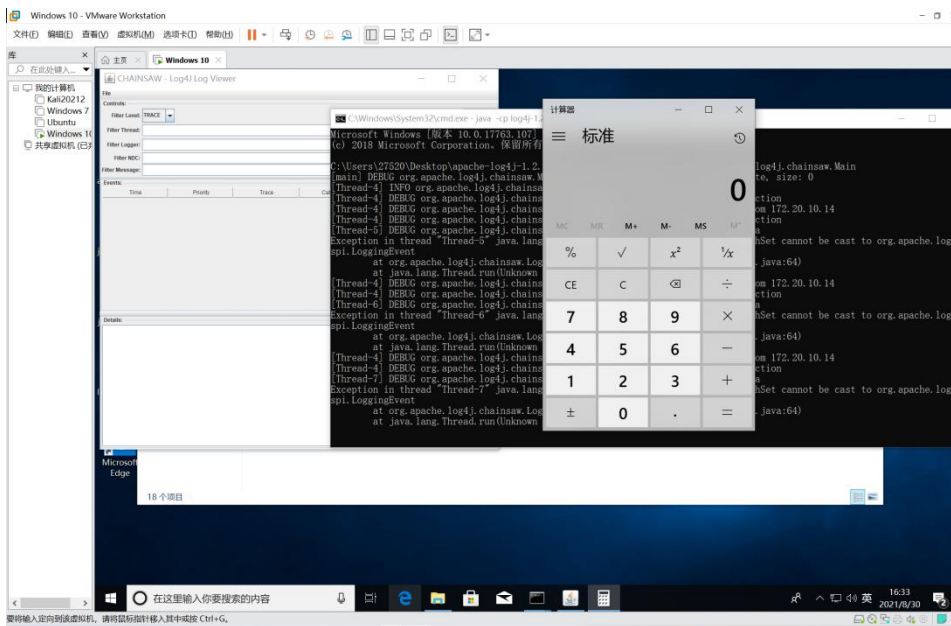 Windows 10 - VMware Workstation
文件(F) 编辑(E) 查看(V) 虚拟机(M) 选项卡(T) 帮助(H)
库
在此处键入...
我的计算机
Kali20212
Windows 7
Ubuntu
Windows 10
共享虚拟机 (已
主页
Windows 10
CHAINSAW - Log4J Log Viewer
File
Controls:
Filter Level: TRACE
Filter Thread:
Filter Logger:
Filter NDC:
Filter Message:
Events:
Time Priority Trace
Details:
C:\Windows\System32\cmd.exe - java -cp log4j-1.2
Microsoft Windows [版本 10.0.17763.107]
(c) 2018 Microsoft Corporation。保留所有
C:\Users\27520\Desktop\apache-log4j-1.2. log4j.chainsaw.Main
[main] DEBUG org.apache.log4j.chainsaw.M te, size: 0
[Thread-4] INFO org.apache.log4j.chainsa
[Thread-4] DEBUG org.apache.log4j.chains ction
[Thread-4] DEBUG org.apache.log4j.chains om 172.20.10.14
[Thread-4] DEBUG org.apache.log4j.chains ction
[Thread-5] DEBUG org.apache.log4j.chains a
Exception in thread "Thread-5" java.lang hSet cannot be cast to org.apache.log
spi.LoggingEvent
at org.apache.log4j.chainsaw.Log .java:64)
at java.lang.Thread.run(Unknown
[Thread-4] DEBUG org.apache.log4j.chains om 172.20.10.14
[Thread-4] DEBUG org.apache.log4j.chains ction
[Thread-6] DEBUG org.apache.log4j.chains a
Exception in thread "Thread-6" java.lang hSet cannot be cast to org.apache.log
spi.LoggingEvent
at org.apache.log4j.chainsaw.Log .java:64)
at java.lang.Thread.run(Unknown
[Thread-4] DEBUG org.apache.log4j.chains om 172.20.10.14
[Thread-4] DEBUG org.apache.log4j.chains ction
[Thread-7] DEBUG org.apache.log4j.chains a
Exception in thread "Thread-7" java.lang hSet cannot be cast to org.apache.log
spi.LoggingEvent
at org.apache.log4j.chainsaw.Log .java:64)
at java.lang.Thread.run(Unknown
计算器
标准
0
MC MR M+ M- MS M˅
% √ x² ¹/x
CE C ÷
7 8 9 ×
4 5 6 −
1 2 3 +
± 0 . =
Microsoft
Edge
18 个项目
在这里输入你要搜索的内容
英
16:33
2021/8/30
2
要将输入定向到该虚拟机，请将鼠标指针移入其中或按 Ctrl+G。